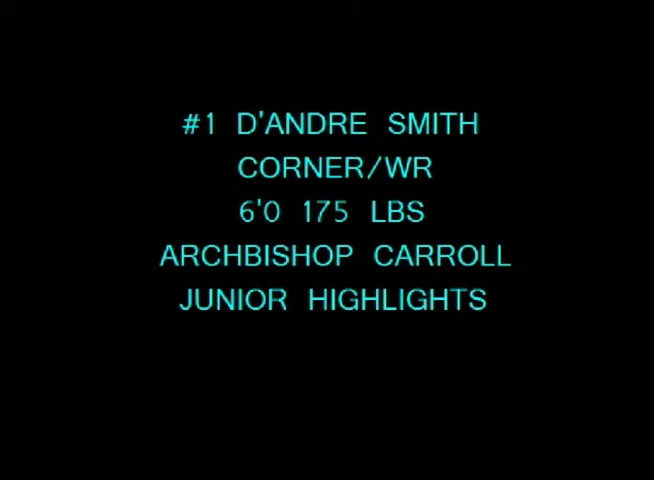 #1 D'ANDRE SMITH
CORNER/WR
6'0 175 LBS
ARCHBISHOP CARROLL
JUNIOR HIGHLIGHTS